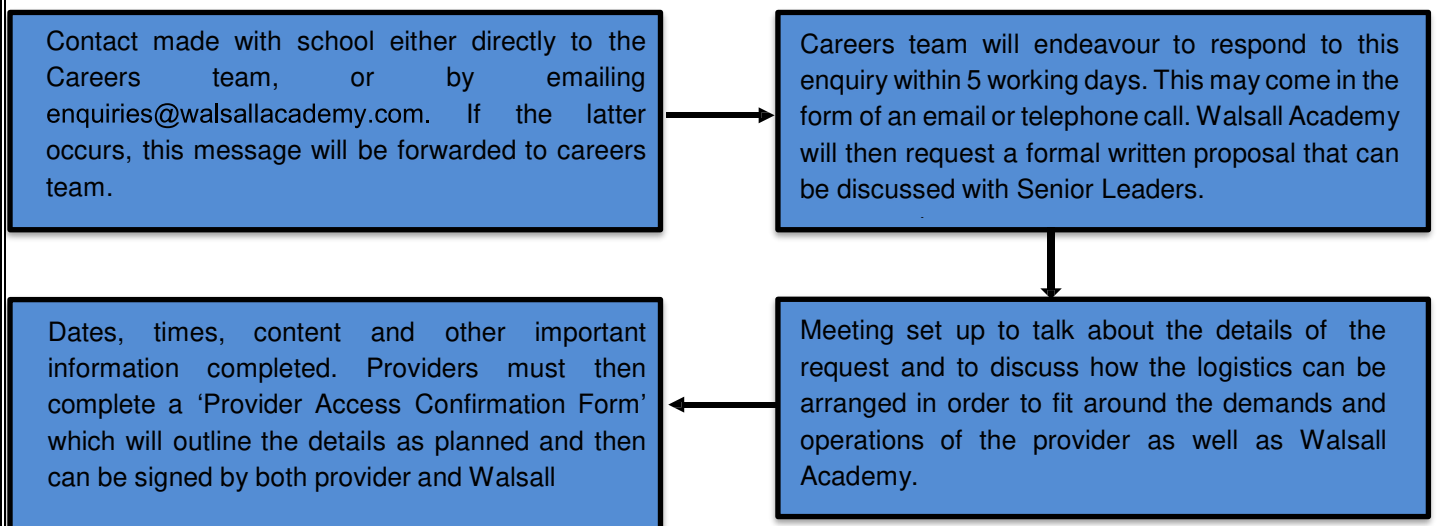 Contact made with school either directly to the
Careers team, or by emailing
enquiries@walsallacademy.com. If the latter
occurs, this message will be forwarded to careers
team.
Careers team will endeavour to respond to this
enquiry within 5 working days. This may come in the
form of an email or telephone call. Walsall Academy
will then request a formal written proposal that can
be discussed with Senior Leaders.
Meeting set up to talk about the details of the
request and to discuss how the logistics can be
arranged in order to fit around the demands and
operations of the provider as well as Walsall
Academy.
Dates, times, content and other important
information completed. Providers must then
complete a ‘Provider Access Confirmation Form’
which will outline the details as planned and then
can be signed by both provider and Walsall